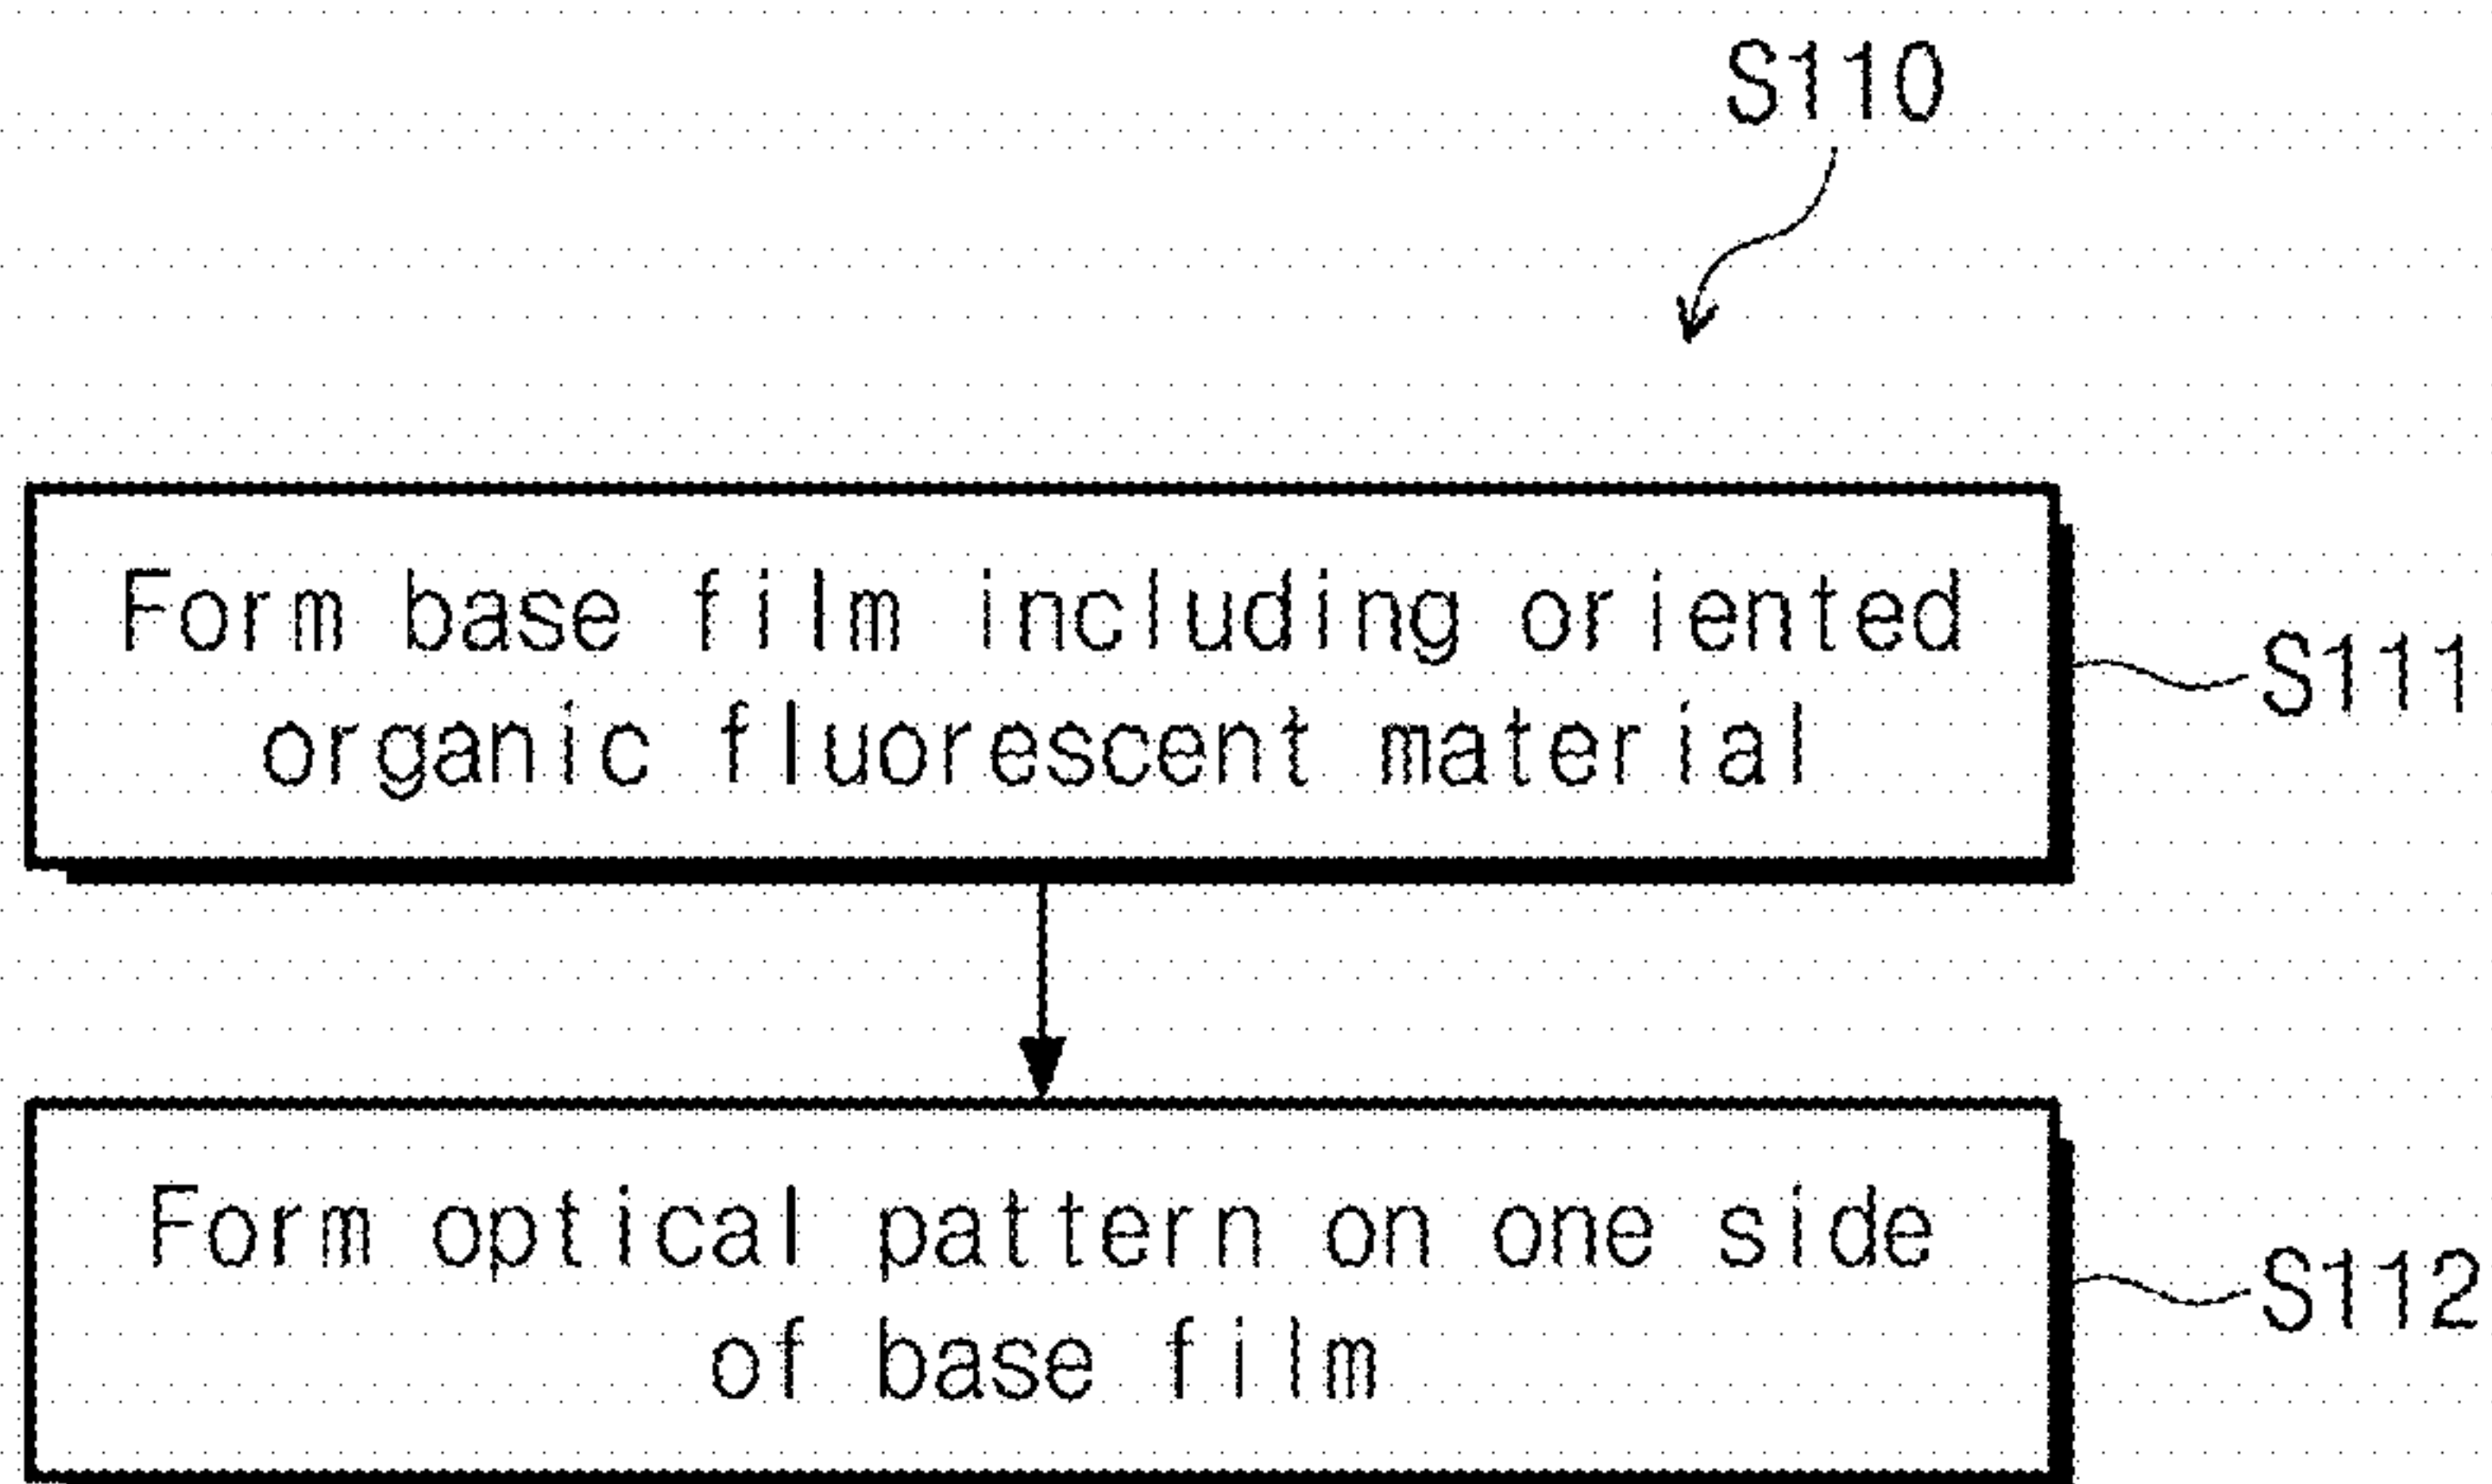 S110
Form base film including oriented
organic fluorescent material
S111
Form optical pattern on one side
of base film
S112